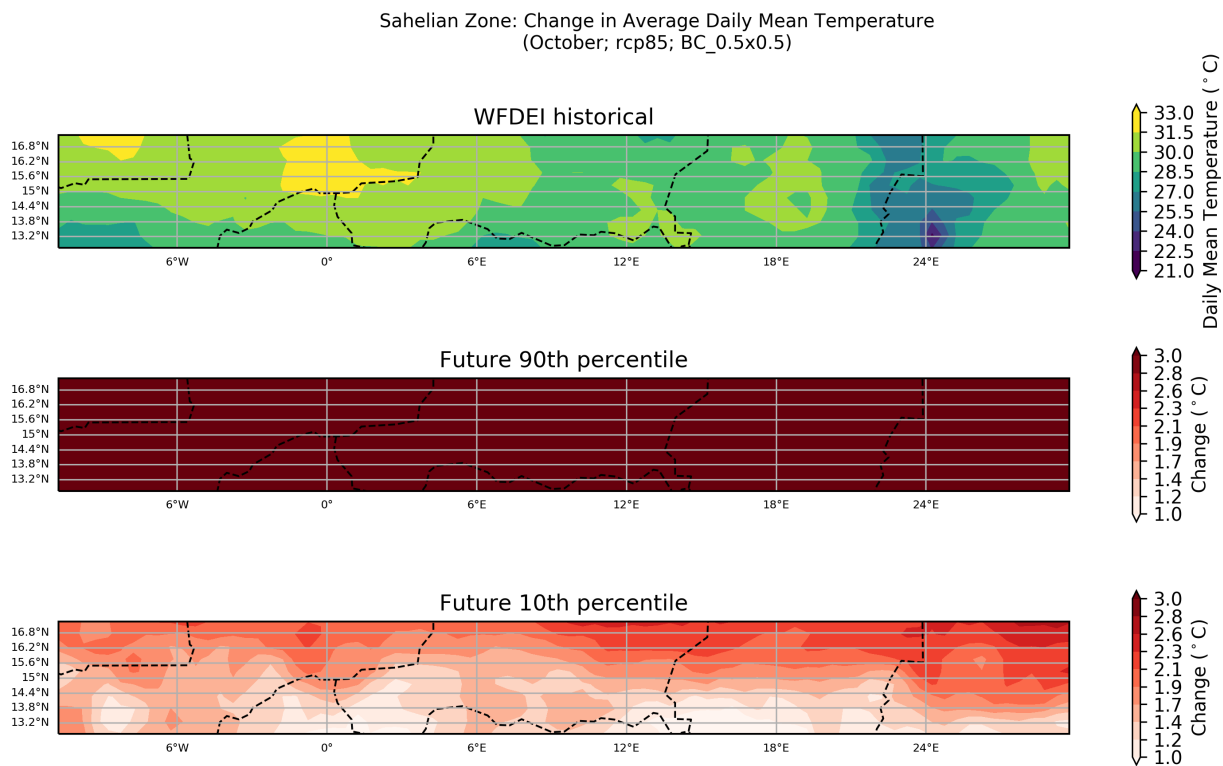 Sahelian Zone: Change in Average Daily Mean Temperature
(October; rcp85; BC_0.5x0.5)
WFDEI historical
16.8°N
16.2°N
15.6°N
15°N
14.4°N
13.8°N
13.2°N
6°W 0° 6°E 12°E 18°E 24°E
33.0
31.5
30.0
28.5
27.0
25.5
24.0
22.5
21.0
Daily Mean Temperature (°C)
Future 90th percentile
16.8°N
16.2°N
15.6°N
15°N
14.4°N
13.8°N
13.2°N
6°W 0° 6°E 12°E 18°E 24°E
3.0
2.8
2.6
2.3
2.1
1.9
1.7
1.4
1.2
1.0
Change (°C)
Future 10th percentile
16.8°N
16.2°N
15.6°N
15°N
14.4°N
13.8°N
13.2°N
6°W 0° 6°E 12°E 18°E 24°E
3.0
2.8
2.6
2.3
2.1
1.9
1.7
1.4
1.2
1.0
Change (°C)